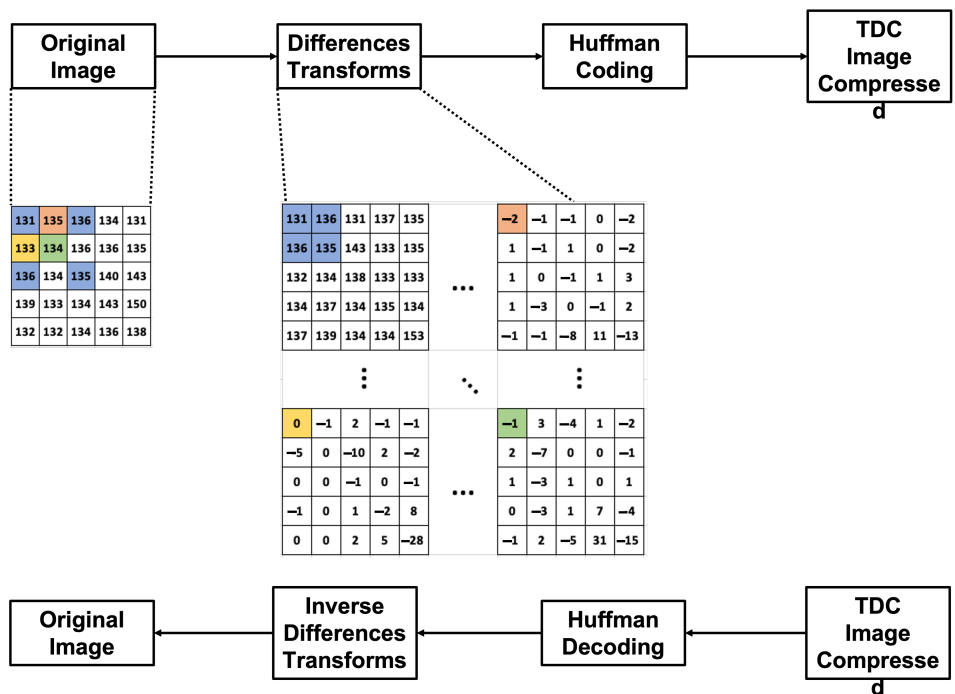 Original
Image
Differences
Transforms
Huffman
Coding
TDC
Image
Compresse
d
131 135 136 134 131
133 134 136 136 135
136 134 135 140 143
139 133 134 143 150
132 132 134 136 138
131 136 131 137 135
136 135 143 133 135
132 134 138 133 133
134 137 134 135 134
137 139 134 134 153
...
−2 −1 −1 0 −2
1 −1 1 0 −2
1 0 −1 1 3
1 −3 0 −1 2
−1 −1 −8 11 −13
0 −1 2 −1 −1
−5 0 −10 2 −2
0 0 −1 0 −1
−1 0 1 −2 8
0 0 2 5 −28
...
−1 3 −4 1 −2
2 −7 0 0 −1
1 −3 1 0 1
0 −3 1 7 −4
−1 2 −5 31 −15
Original
Image
Inverse
Differences
Transforms
Huffman
Decoding
TDC
Image
Compresse
d